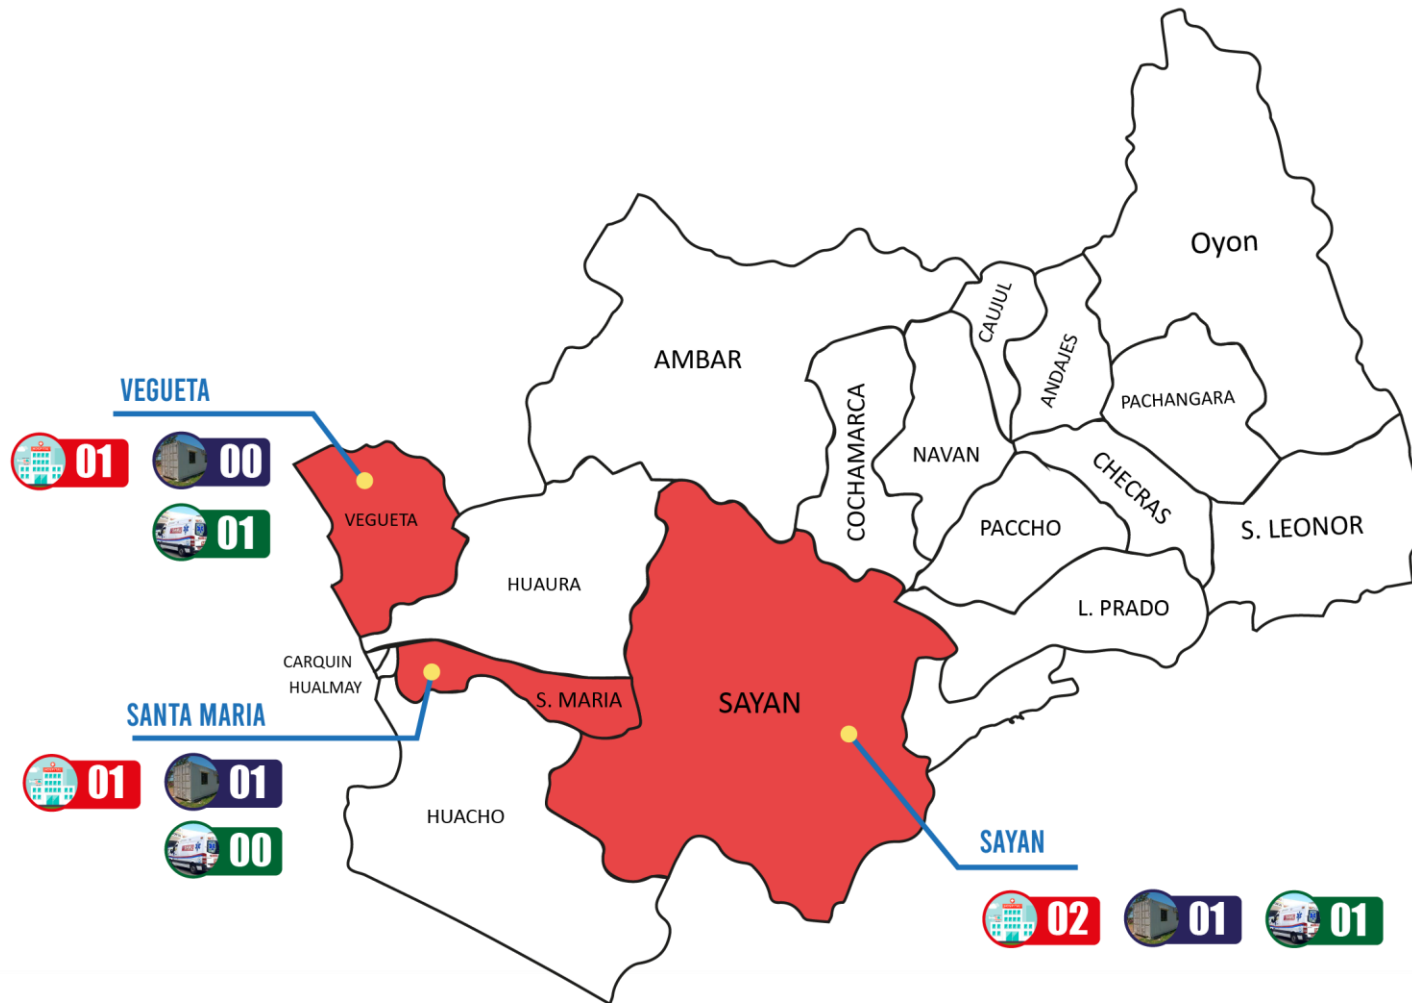 Oyon
CAUJUL
ANDAJES
AMBAR
PACHANGARA
COCHAMARCA
NAVAN
CHECRAS
VEGUETA
01
00
01
VEGUETA
PACCHO
S. LEONOR
HUAURA
L. PRADO
CARQUIN
HUALMAY
S. MARIA
SAYAN
SANTA MARIA
01
01
00
HUACHO
SAYAN
02
01
01